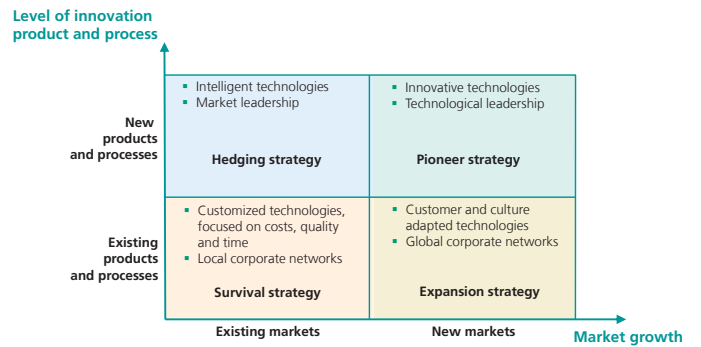 Level of innovation
product and process
New
products
and processes
▪ Intelligent technologies
▪ Market leadership
Hedging strategy
▪ Innovative technologies
▪ Technological leadership
Pioneer strategy
Existing
products
and processes
▪ Customized technologies,
focused on costs, quality
and time
▪ Local corporate networks
Survival strategy
▪ Customer and culture
adapted technologies
▪ Global corporate networks
Expansion strategy
Existing markets
New markets
Market growth